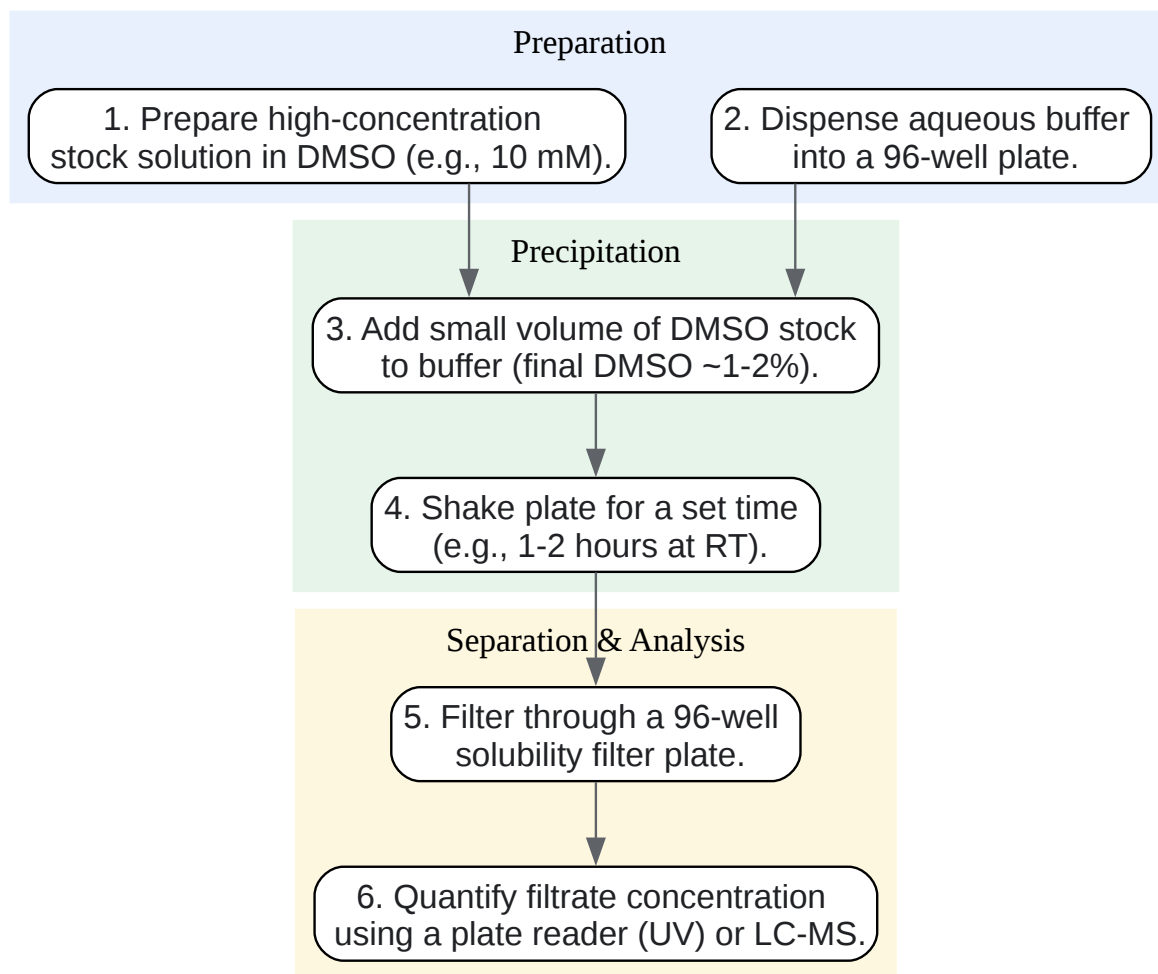 Preparation
1. Prepare high-concentration
stock solution in DMSO (e.g., 10 mM).
2. Dispense aqueous buffer
into a 96-well plate.
Precipitation
3. Add small volume of DMSO stock
to buffer (final DMSO ~1-2%).
4. Shake plate for a set time
(e.g., 1-2 hours at RT).
Separation & Analysis
5. Filter through a 96-well
solubility filter plate.
6. Quantify filtrate concentration
using a plate reader (UV) or LC-MS.